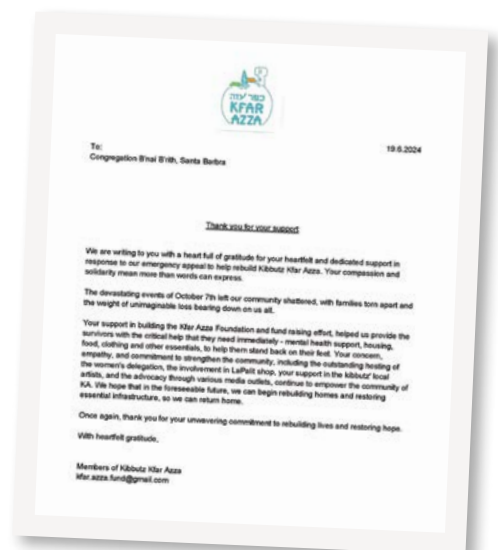 כפר עזה
KFAR
AZZA
To:
19.6.2024
Congregation B'nai B'rith, Santa Barbra
Thank you for your support
We are writing to you with a heart full of gratitude for your heartfelt and dedicated support in
response to our emergency appeal to help rebuild Kibbutz Kfar Azza. Your compassion and
solidarity mean more than words can express.
The devastating events of October 7th left our community shattered, with families torn apart and
the weight of unimaginable loss bearing down on us all.
Your support in building the Kfar Azza Foundation and fund raising effort, helped us provide the
survivors with the critical help that they need immediately - mental health support, housing,
food, clothing and other essentials, to help them stand back on their feet. Your concern,
empathy, and commitment to strengthen the community, including the outstanding hosting of
the women's delegation, the involvement in LaPalit shop, your support in the kibbutz' local
artists, and the advocacy through various media outlets, continue to empower the community of
KA. We hope that in the foreseeable future, we can begin rebuilding homes and restoring
essential infrastructure, so we can return home.
Once again, thank you for your unwavering commitment to rebuilding lives and restoring hope.
With heartfelt gratitude,
Members of Kibbutz Kfar Azza
kfar.azza.fund@gmail.com